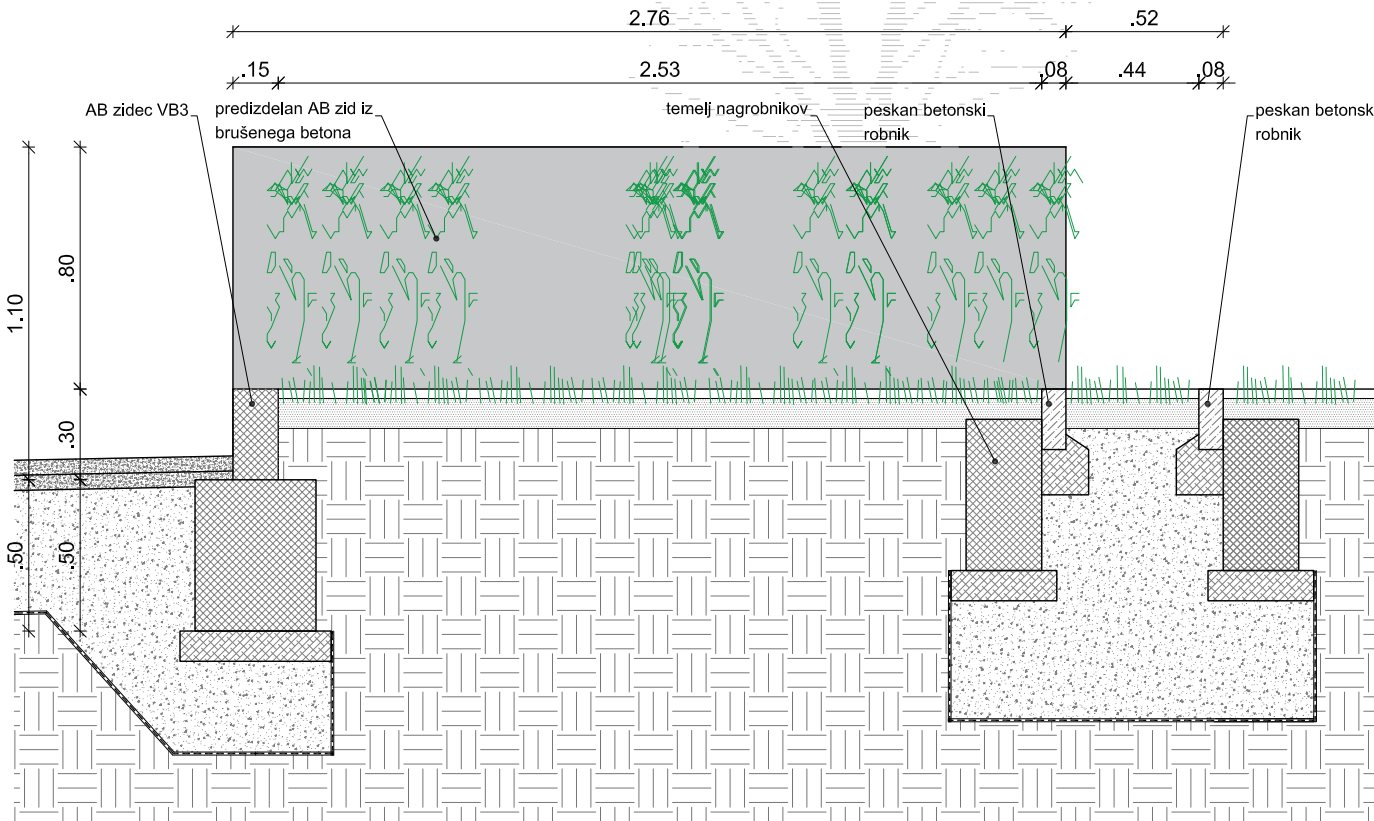 2.76
.52
.15
2.53
.08
.44
.08
AB zidec VB3
predizdelan AB zid iz
brušenega betona
temelj nagrobnikov
peskan betonski
robnik
peskan betonsk
robnik
1.10
.80
.30
.50
.50